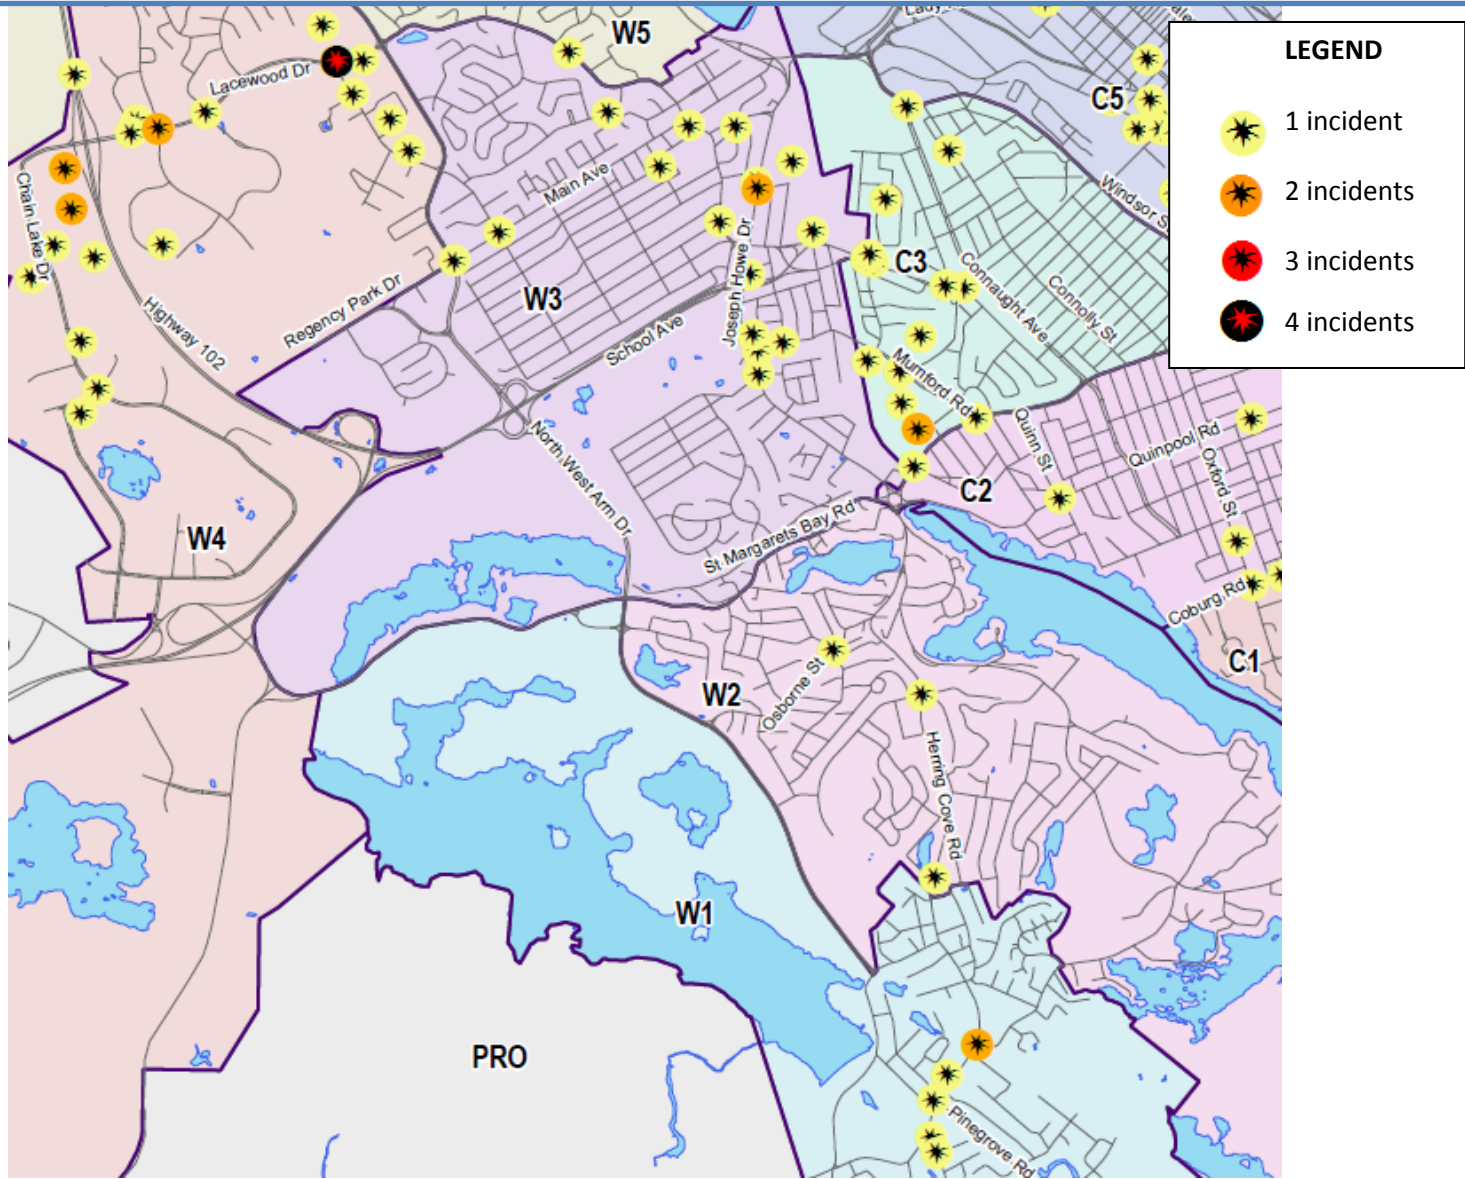 W5
Lacewood Dr
C5
Windsor S
Chain Lake Dr
Main Ave
Joseph Howe Dr
C3
Connaught Ave
Connolly St
Regency Park Dr
W3
Highway 102
School Ave
Mumford Rd
Quinn St
Quinpool Rd
Oxford St
North West Arm Dr
C2
W4
St Margarets Bay Rd
Coburg Rd
C1
Osborne St
W2
Herring Cove Rd
W1
PRO
Pinegrove Rd
LEGEND
1 incident
2 incidents
3 incidents
4 incidents